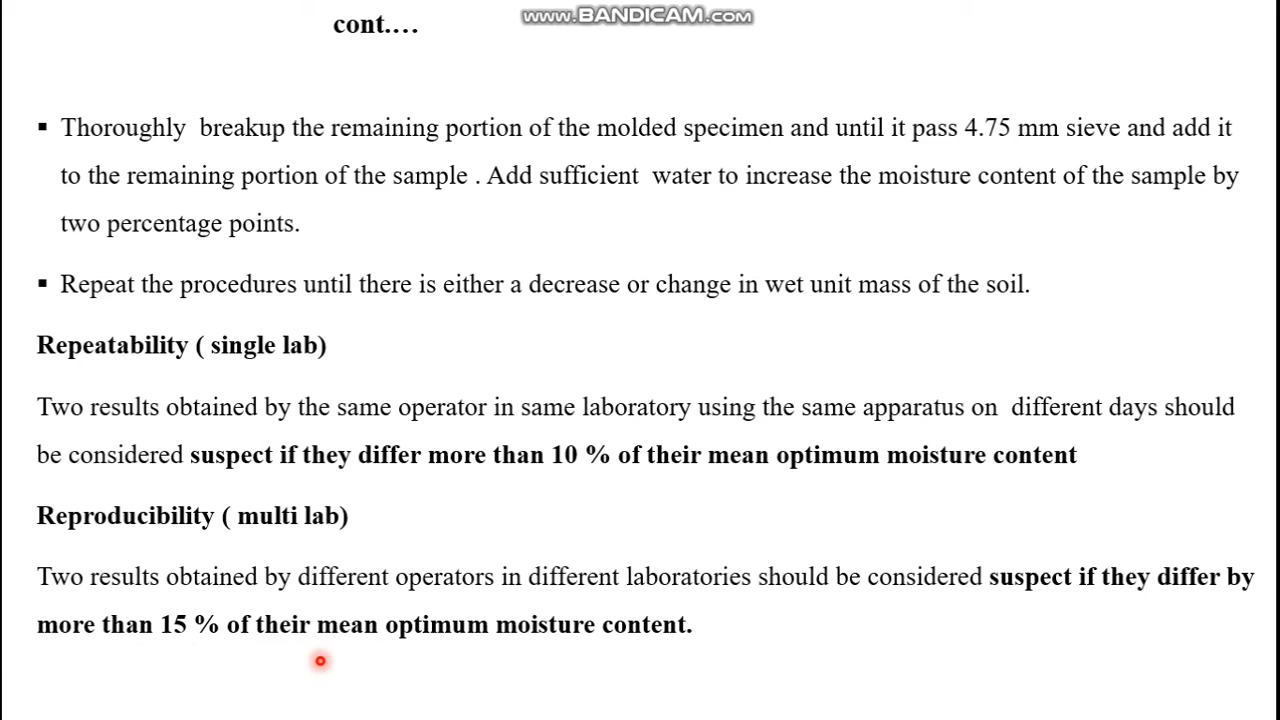 www.BANDICAM.com
cont.…
▪ Thoroughly breakup the remaining portion of the molded specimen and until it pass 4.75 mm sieve and add it
to the remaining portion of the sample . Add sufficient water to increase the moisture content of the sample by
two percentage points.
▪ Repeat the procedures until there is either a decrease or change in wet unit mass of the soil.
Repeatability ( single lab)
Two results obtained by the same operator in same laboratory using the same apparatus on different days should
be considered suspect if they differ more than 10 % of their mean optimum moisture content
Reproducibility ( multi lab)
Two results obtained by different operators in different laboratories should be considered suspect if they differ by
more than 15 % of their mean optimum moisture content.